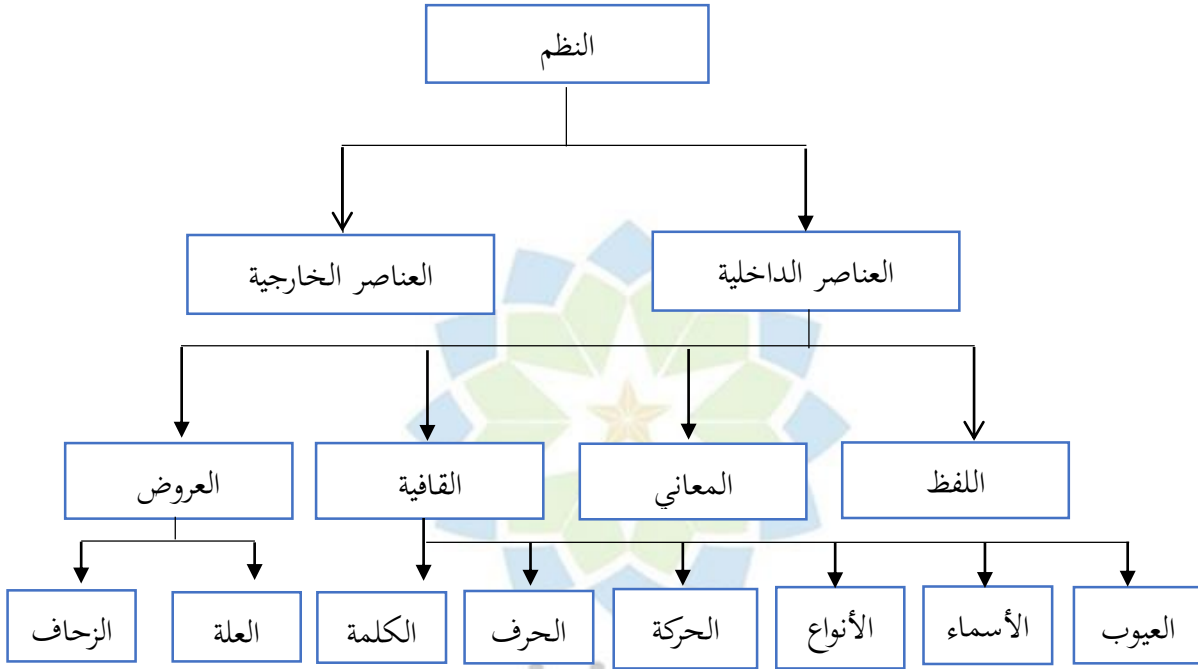 النظم
العناصر الداخلية
العناصر الخارجية
اللفظ
المعاني
القافية
العروض
العيوب
الأسماء
الأنواع
الحركة
الحرف
الكلمة
العلة
الزحاف